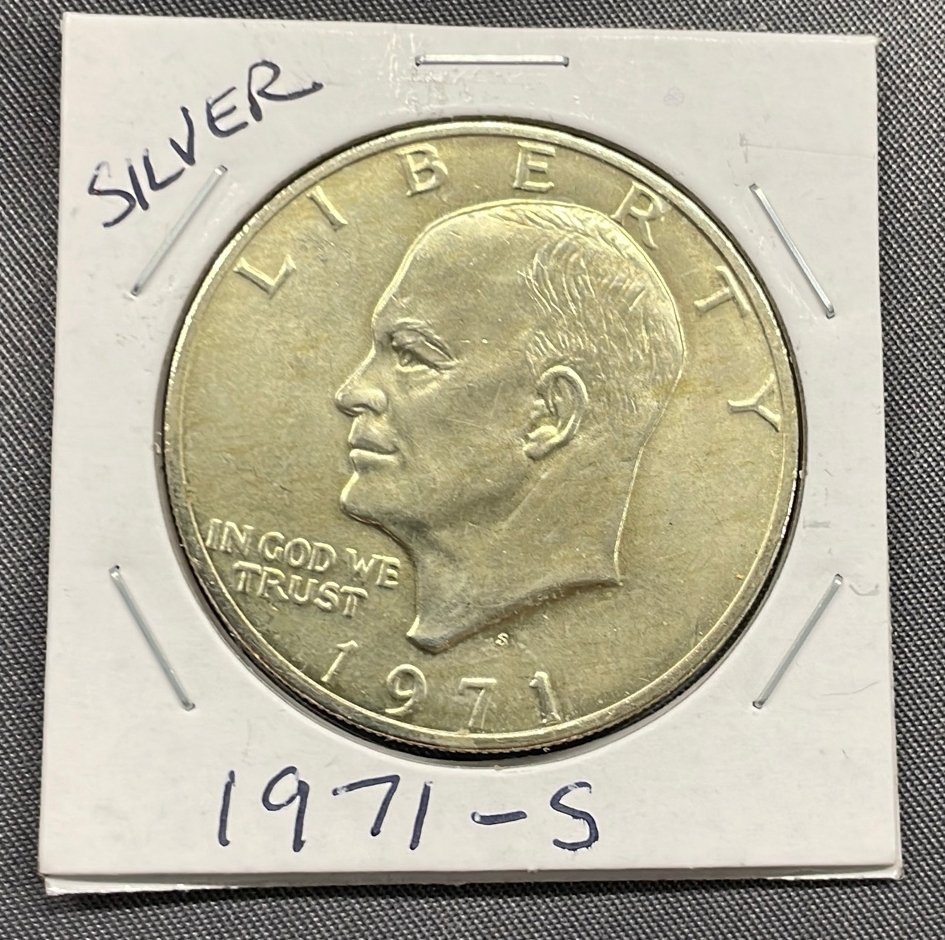 SILVER
LIBERTY
IN GOD WE
TRUST
S
1971
1971-S